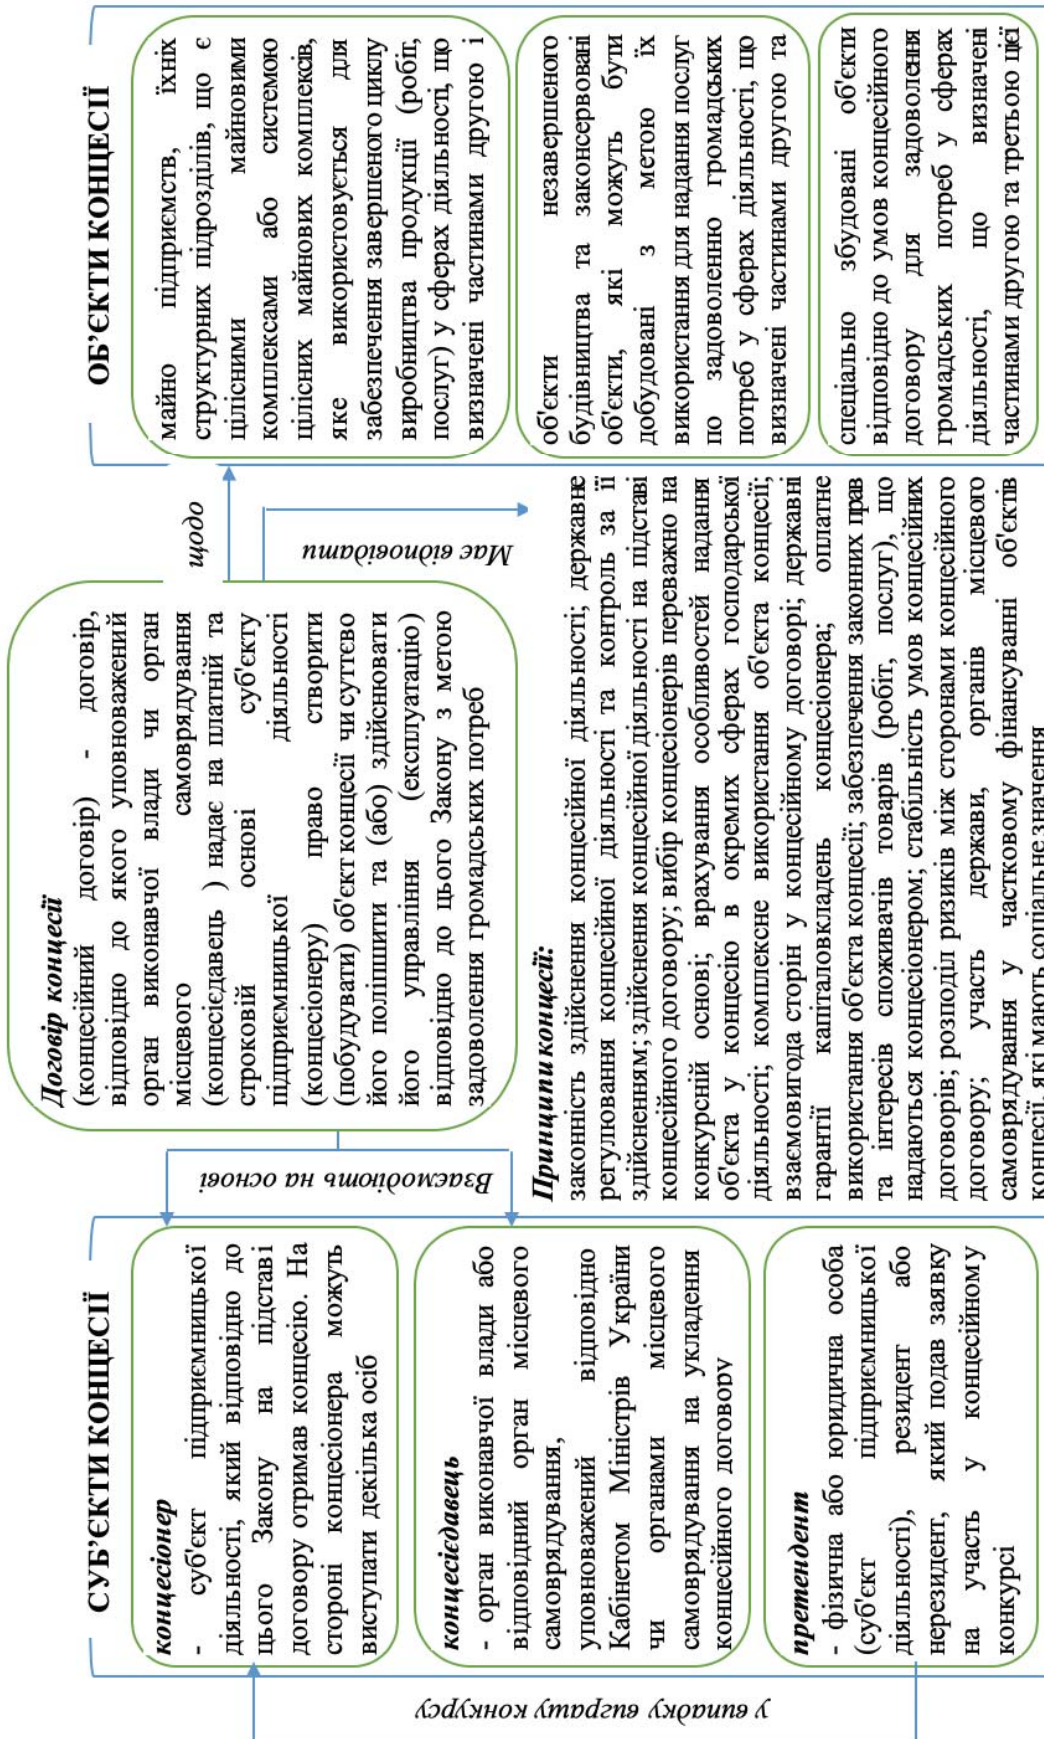 СУБ'ЄКТИ КОНЦЕСІЇ
концесіонер
- суб'єкт підприємницької
діяльності, який відповідно до
цього Закону на підставі
договору отримав концесію. На
стороні концесіонера можуть
виступати декілька осіб
концесієдавець
- орган виконавчої влади або
відповідний орган місцевого
самоврядування,
уповноважений відповідно
Кабінетом Міністрів України
чи органами місцевого
самоврядування на укладення
концесійного договору
претендент
- фізична або юридична особа
(суб'єкт підприємницької
діяльності), резидент або
нерезидент, який подав заявку
на участь у концесійному
конкурсі
у випадку виграшу конкурсу
Взаємодіють на основі
Договір концесії
(концесійний договір) - договір,
відповідно до якого уповноважений
орган виконавчої влади чи орган
місцевого самоврядування
(концесієдавець ) надає на платній та
строковій основі суб'єкту
підприємницької діяльності
(концесіонеру) право створити
(побудувати) об'єкт концесії чи суттєво
його поліпшити та (або) здійснювати
його управління (експлуатацію)
відповідно до цього Закону з метою
задоволення громадських потреб
щодо
Має відповідати
Принципи концесії:
законність здійснення концесійної діяльності; державне
регулювання концесійної діяльності та контроль за її
здійсненням; здійснення концесійної діяльності на підставі
концесійного договору; вибір концесіонерів переважно на
конкурсній основі; врахування особливостей надання
об'єкта у концесію в окремих сферах господарської
діяльності; комплексне використання об'єкта концесії;
взаємовигода сторін у концесійному договорі; державні
гарантії капіталовкладень концесіонера; оплатне
використання об'єкта концесії; забезпечення законних прав
та інтересів споживачів товарів (робіт, послуг), що
надаються концесіонером; стабільність умов концесійних
договорів; розподіл ризиків між сторонами концесійного
договору; участь держави, органів місцевого
самоврядування у частковому фінансуванні об'єктів
концесії, які мають соціальне значення
ОБ'ЄКТИ КОНЦЕСІЇ
майно підприємств, їхніх
структурних підрозділів, що є
цілісними майновими
комплексами або системою
цілісних майнових комплексів,
яке використовується для
забезпечення завершеного циклу
виробництва продукції (робіт,
послуг) у сферах діяльності, що
визначені частинами другою і
об'єкти незавершеного
будівництва та законсервовані
об'єкти, які можуть бути
добудовані з метою їх
використання для надання послуг
по задоволенню громадських
потреб у сферах діяльності, що
визначені частинами другою та
спеціально збудовані об'єкти
відповідно до умов концесійного
договору для задоволення
громадських потреб у сферах
діяльності, що визначені
частинами другою та третьою цієї